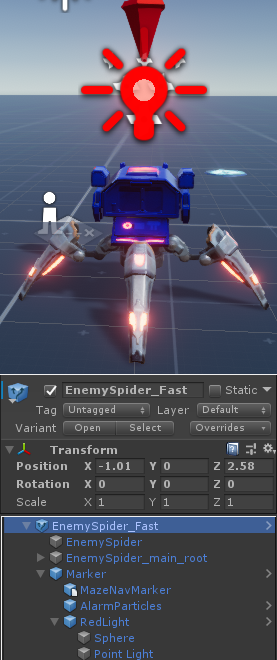 EnemySpider_Fast
Static
Tag Untagged Layer Default
Variant Open Select Overrides
Transform
Position X -1.01 Y 0 Z 2.58
Rotation X 0 Y 0 Z 0
Scale X 1 Y 1 Z 1
EnemySpider_Fast
EnemySpider
EnemySpider_main_root
Marker
MazeNavMarker
AlarmParticles
RedLight
Sphere
Point Light